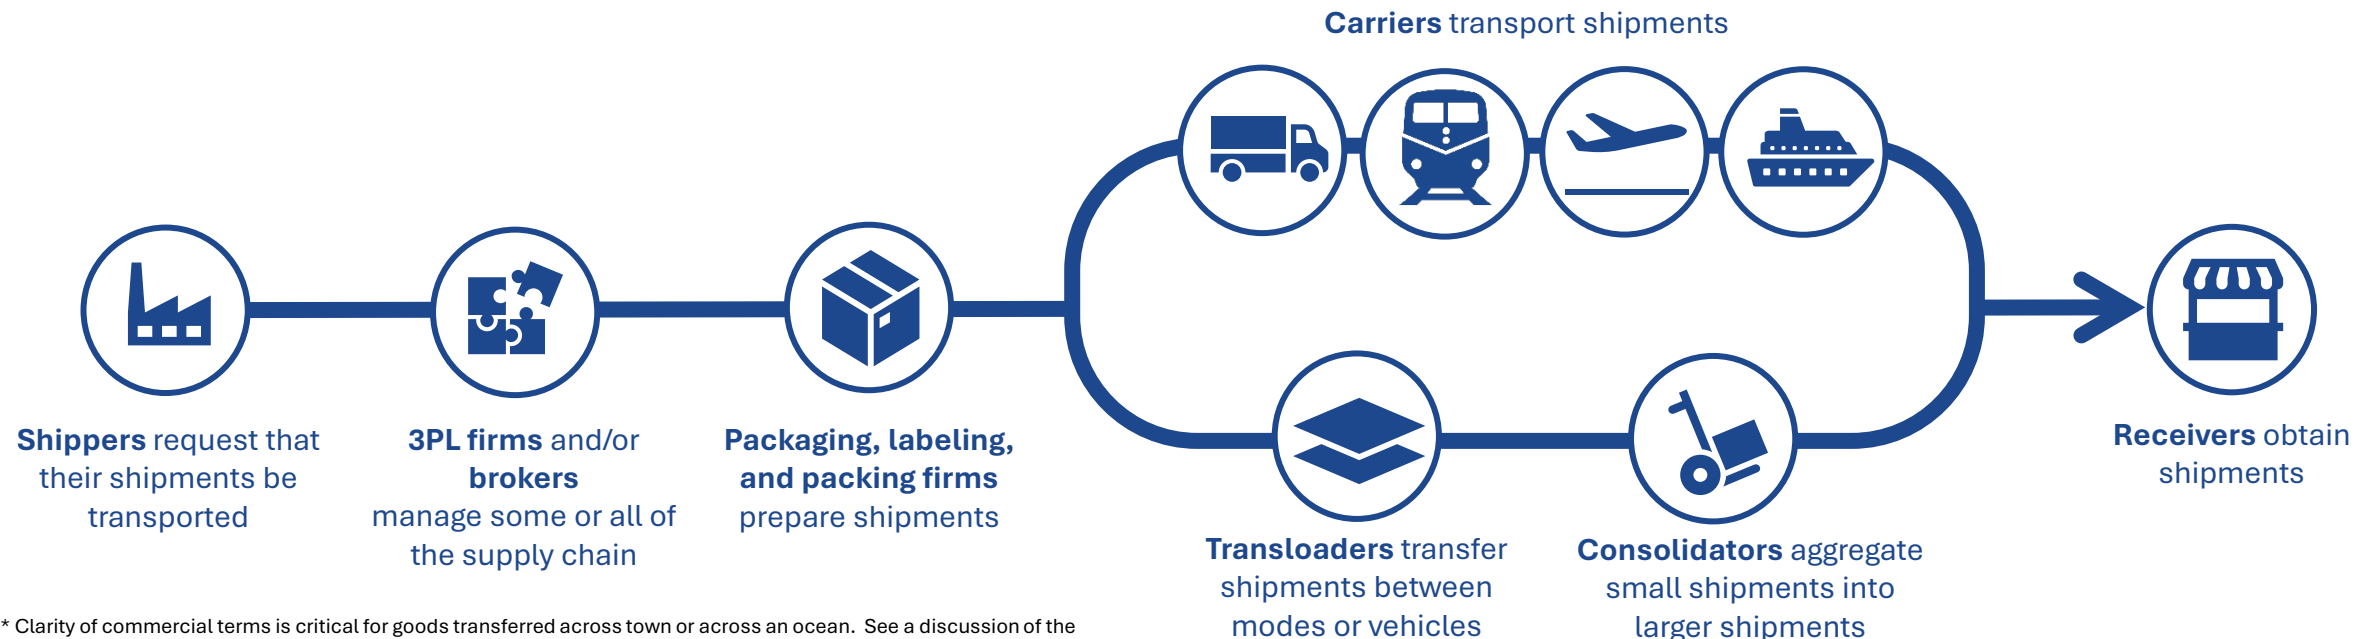 Carriers transport shipments
Shippers request that
their shipments be
transported
3PL firms and/or
brokers
manage some or all of
the supply chain
Packaging, labeling,
and packing firms
prepare shipments
Transloaders transfer
shipments between
modes or vehicles
Consolidators aggregate
small shipments into
larger shipments
Receivers obtain
shipments
* Clarity of commercial terms is critical for goods transferred across town or across an ocean. See a discussion of the